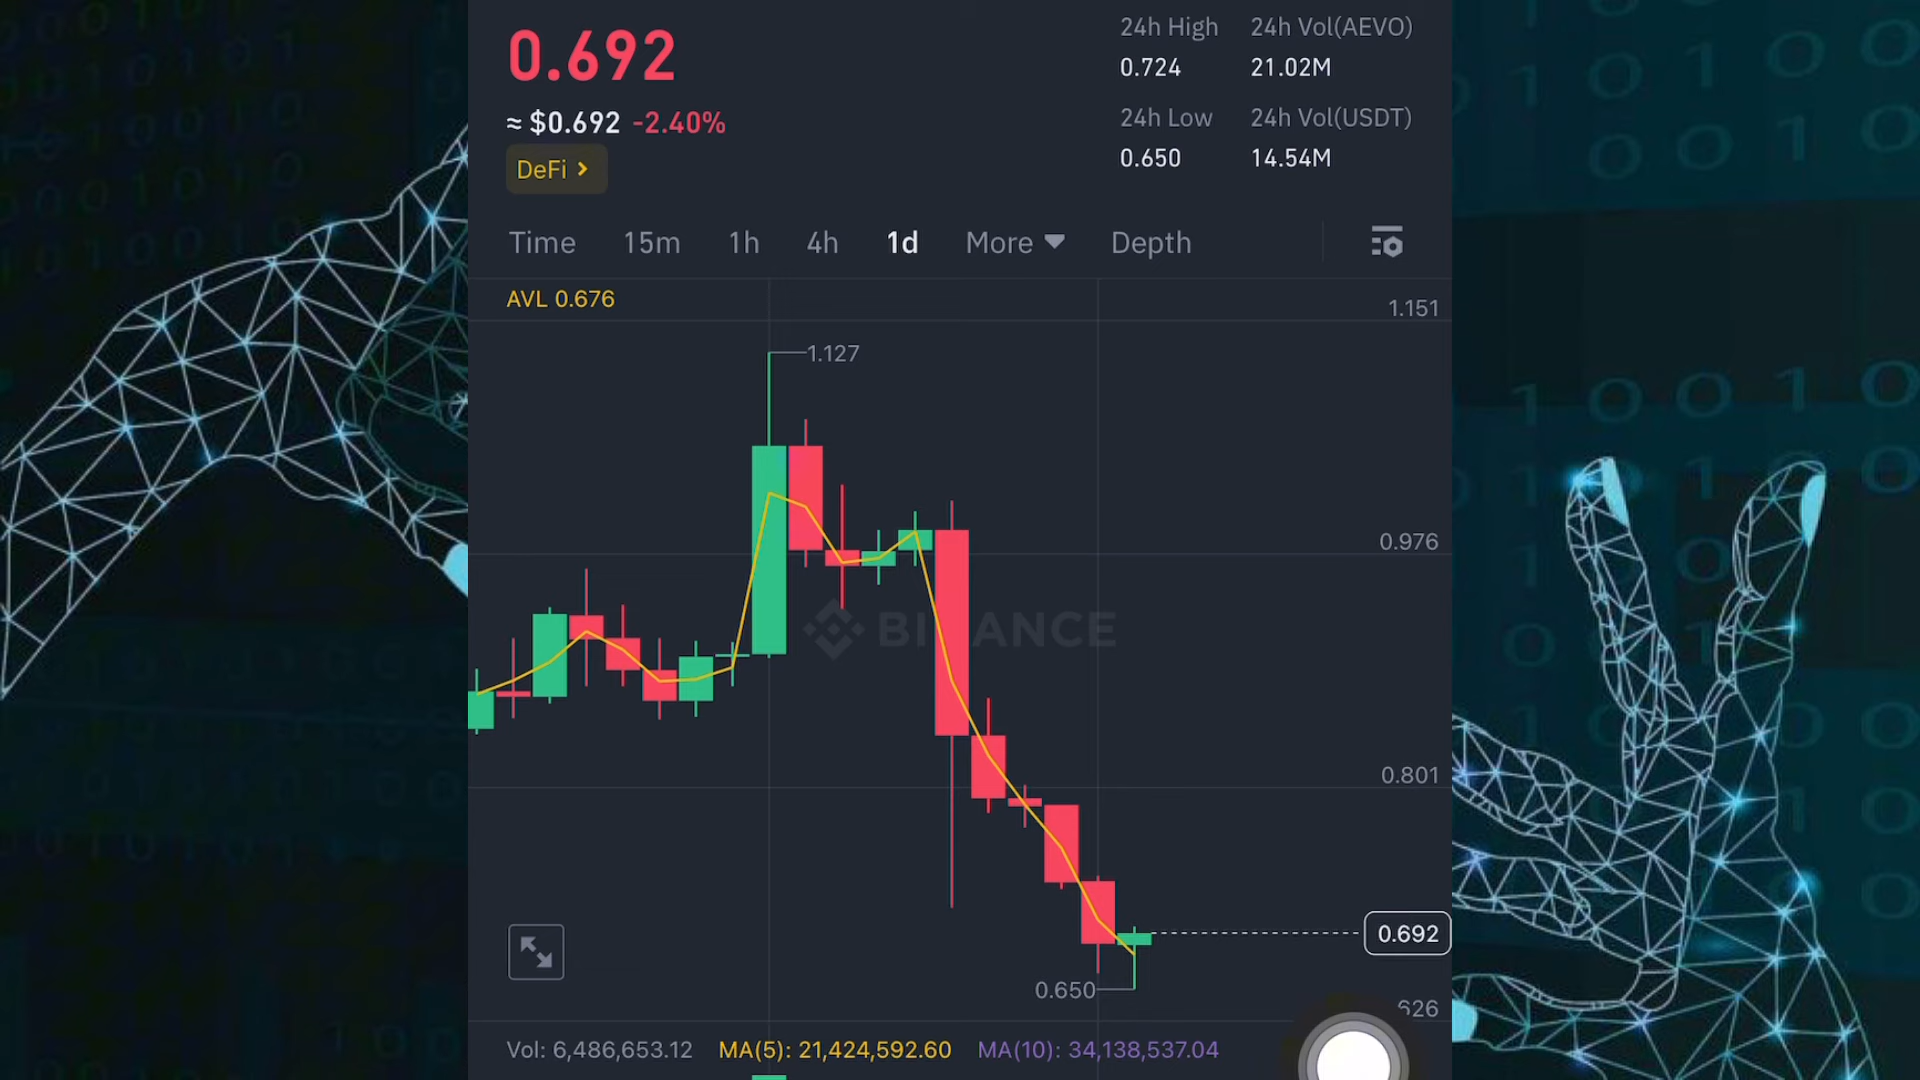 0.692
≈ $0.692 -2.40%
DeFi
24h High
0.724
24h Vol(AEVO)
21.02M
24h Low
0.650
24h Vol(USDT)
14.54M
Time 15m 1h 4h 1d More Depth
AVL 0.676
1.151
1.127
0.976
BINANCE
0.801
0.692
0.650
Vol: 6,486,653.12 MA(5): 21,424,592.60 MA(10): 34,138,537.04